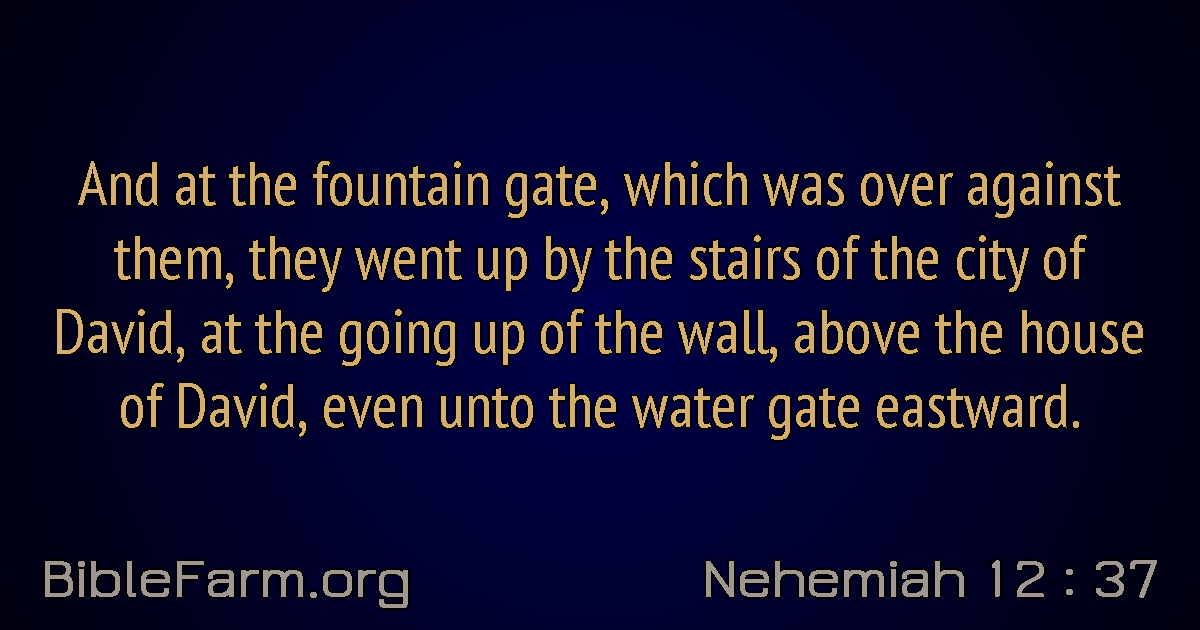 And at the fountain gate, which was over against
them, they went up by the stairs of the city of
David, at the going up of the wall, above the house
of David, even unto the water gate eastward.
BibleFarm.org
Nehemiah 12 : 37